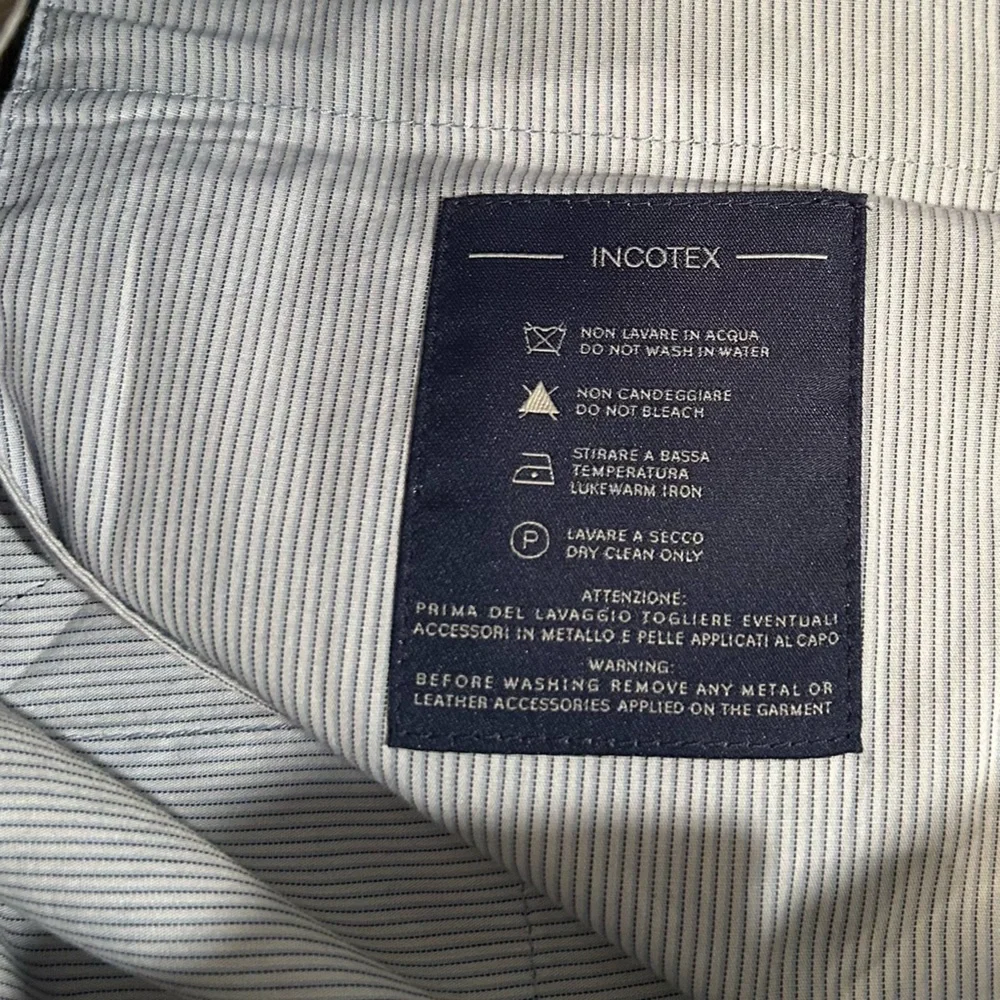 INCOTEX
NON LAVARE IN ACQUA
DO NOT WASH IN WATER
NON CANDEGGIARE
DO NOT BLEACH
STIRARE A BASSA
TEMPERATURA
LUKEWARM IRON
P
LAVARE A SECCO
DRY CLEAN ONLY
ATTENZIONE:
PRIMA DEL LAVAGGIO TOGLIERE EVENTUALI
ACCESSORI IN METALLO E PELLE APPLICATI AL CAPO
WARNING:
BEFORE WASHING REMOVE ANY METAL OR
LEATHER ACCESSORIES APPLIED ON THE GARMENT